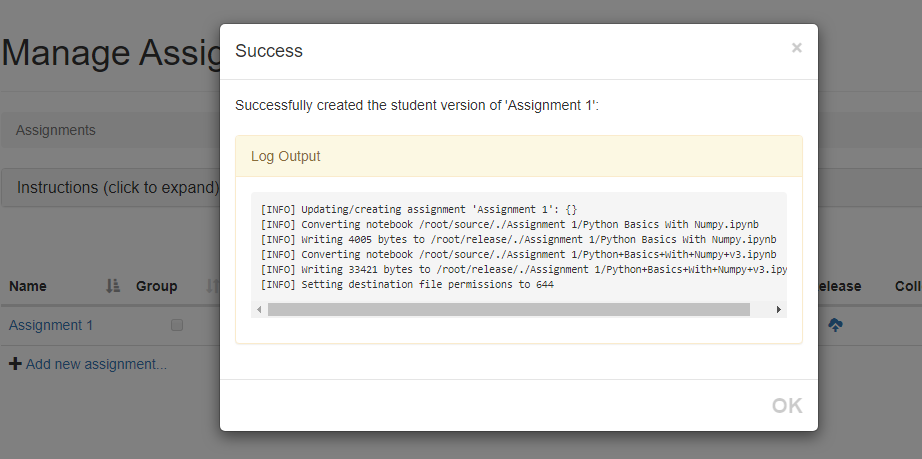 Manage Assig
Success
×
Successfully created the student version of 'Assignment 1':
Assignments
Log Output
Instructions (click to expand)
[INFO] Updating/creating assignment 'Assignment 1': {}
[INFO] Converting notebook /root/source/./Assignment 1/Python Basics With Numpy.ipynb
[INFO] Writing 4005 bytes to /root/release/./Assignment 1/Python Basics With Numpy.ipynb
[INFO] Converting notebook /root/source/./Assignment 1/Python+Basics+With+Numpy+v3.ipynb
[INFO] Writing 33421 bytes to /root/release/./Assignment 1/Python+Basics+With+Numpy+v3.ipy
[INFO] Setting destination file permissions to 644
Name Group elease Coll
Assignment 1
Add new assignment...
OK